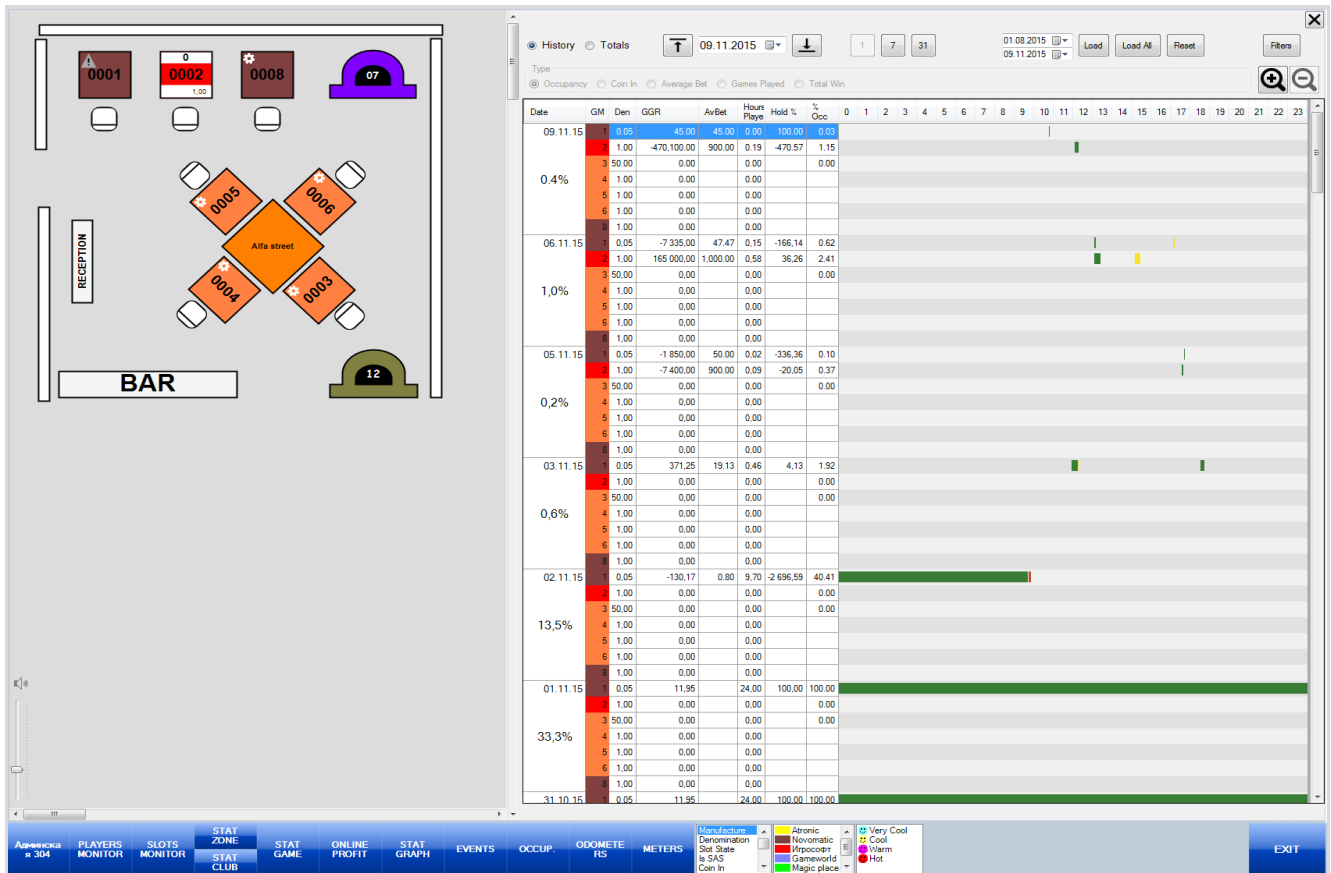 0001
0
0002
1,00
0008
07
0005
0006
Alfa street
0004
0003
RECEPTION
BAR
12
History Totals 09.11.2015 1 7 31 01.08.2015 09.11.2015 Load Load All Reset Filters
Type
Occupancy Coin In Average Bet Games Played Total Win
Date GM Den GGR AvBet Hours Playe Hold % % Occ 0 1 2 3 4 5 6 7 8 9 10 11 12 13 14 15 16 17 18 19 20 21 22 23
09.11.15 1 0.05 45.00 45.00 0.00 100.00 0.03
2 1.00 -470,100.00 900.00 0.19 -470.57 1.15
3 50.00 0.00 0.00 0.00
0.4% 4 1.00 0.00 0.00
5 1.00 0.00 0.00
6 1.00 0.00 0.00
8 1.00 0.00 0.00
06.11.15 1 0.05 -7 335,00 47.47 0.15 -166,14 0.62
2 1.00 165 000,00 1,000.00 0,58 36,26 2.41
3 50.00 0,00 0,00 0.00
1,0% 4 1.00 0,00 0,00
5 1.00 0,00 0,00
6 1,00 0,00 0,00
8 1,00 0,00 0,00
05.11.15 1 0.05 -1 850,00 50.00 0.02 -336,36 0.10
2 1,00 -7 400,00 900.00 0,09 -20,05 0.37
3 50,00 0,00 0,00 0.00
0,2% 4 1,00 0,00 0,00
5 1,00 0,00 0,00
6 1,00 0,00 0,00
8 1,00 0,00 0,00
03.11.15 1 0.05 371,25 19.13 0,46 4,13 1.92
2 1,00 0,00 0,00 0.00
3 50,00 0,00 0,00 0.00
0,6% 4 1,00 0,00 0,00
5 1,00 0,00 0,00
6 1,00 0,00 0,00
8 1,00 0,00 0,00
02.11.15 1 0.05 -130,17 0.80 9,70 -2 696,59 40.41
2 1,00 0,00 0,00 0.00
3 50,00 0,00 0,00 0.00
13,5% 4 1,00 0,00 0,00
5 1,00 0,00 0,00
6 1,00 0,00 0,00
8 1,00 0,00 0,00
01.11.15 1 0.05 11,95 24,00 100,00 100.00
2 1,00 0,00 0,00 0.00
3 50,00 0,00 0,00 0.00
33,3% 4 1,00 0,00 0,00
5 1,00 0,00 0,00
6 1,00 0,00 0,00
8 1,00 0,00 0,00
31.10.15 1 0.05 11,95 24,00 100,00 100.00
Админска
я 304
PLAYERS
MONITOR
SLOTS
MONITOR
STAT
ZONE
STAT
CLUB
STAT
GAME
ONLINE
PROFIT
STAT
GRAPH
EVENTS
OCCUP.
ODOMETE
RS
METERS
Manufacture
Denomination
Slot State
Is SAS
Coin In
Atronic
Novomatic
Игрософт
Gameworld
Magic place
Very Cool
Cool
Warm
Hot
EXIT